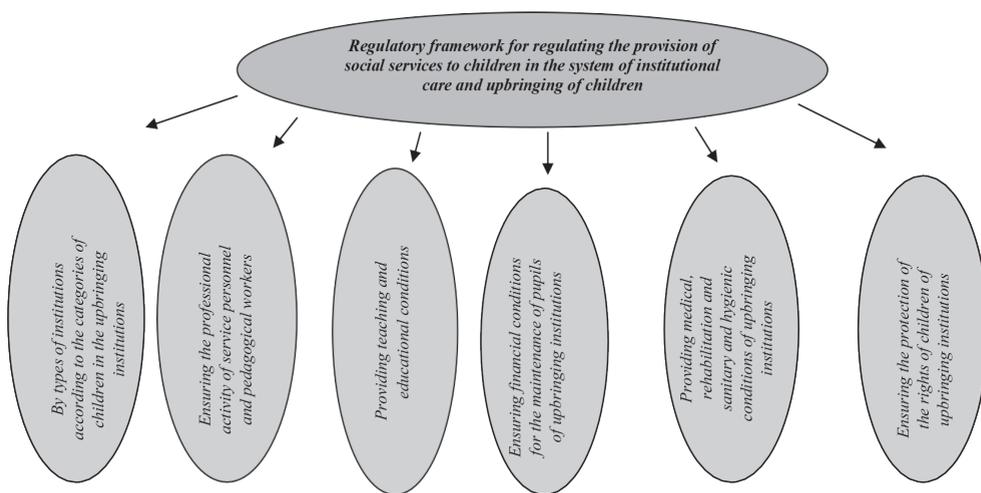 Regulatory framework for regulating the provision of
social services to children in the system of institutional
care and upbringing of children
By types of institutions
according to the categories of
children in the upbringing
institutions
Ensuring the professional
activity of service personnel
and pedagogical workers
Providing teaching and
educational conditions
Ensuring financial conditions
for the maintenance of pupils
of upbringing institutions
Providing medical,
rehabilitation and
sanitary and hygienic
conditions of upbringing
institutions
Ensuring the protection of
the rights of children of
upbringing institutions